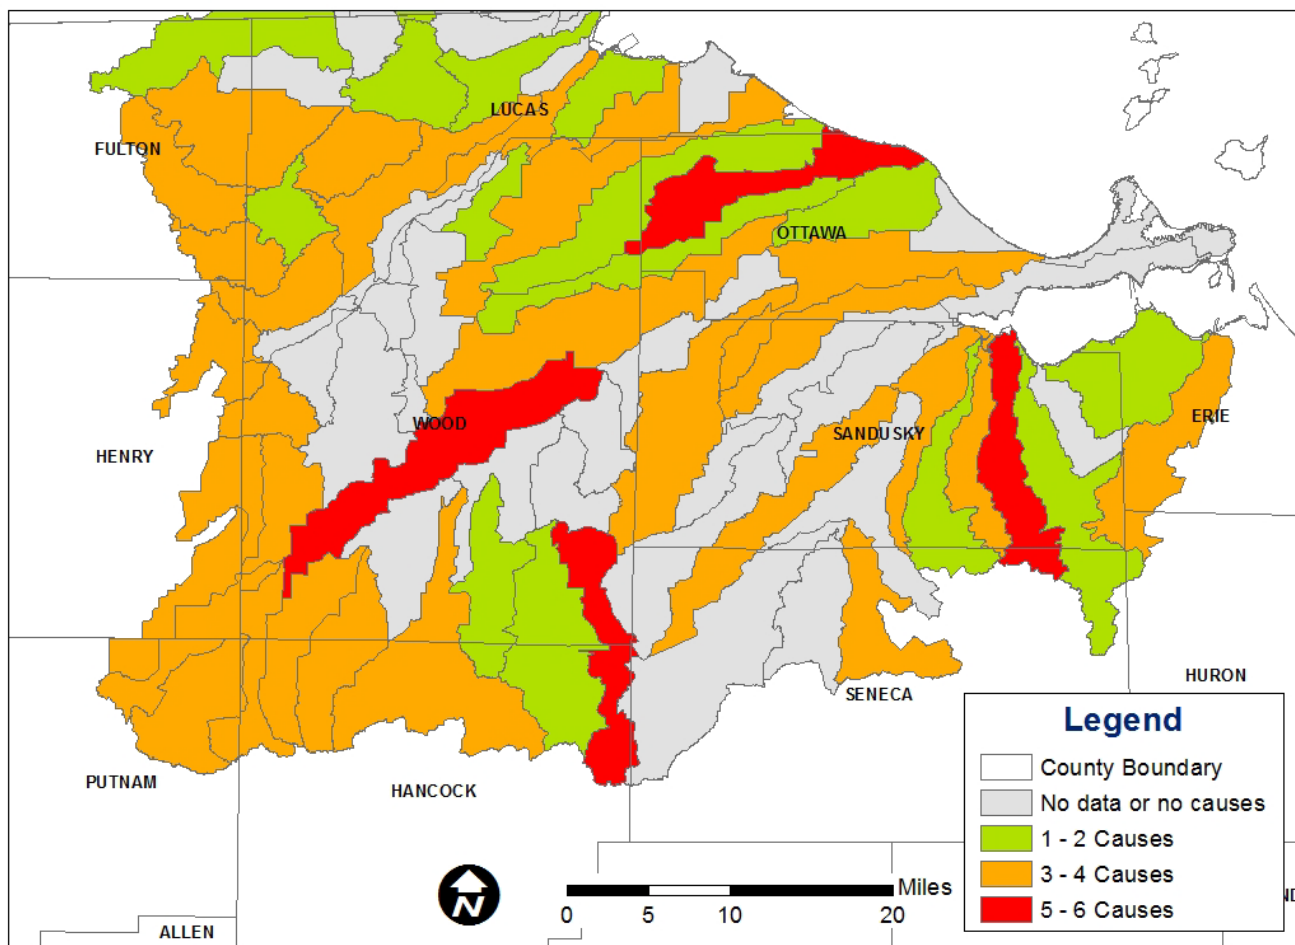 LUCAS
FULTON
OTTAWA
WOOD
SANDUSKY
ERIE
HENRY
SENECA
HURON
PUTNAM
HANCOCK
ALLEN
Legend
County Boundary
No data or no causes
1 - 2 Causes
3 - 4 Causes
5 - 6 Causes
N
Miles
0 5 10 20